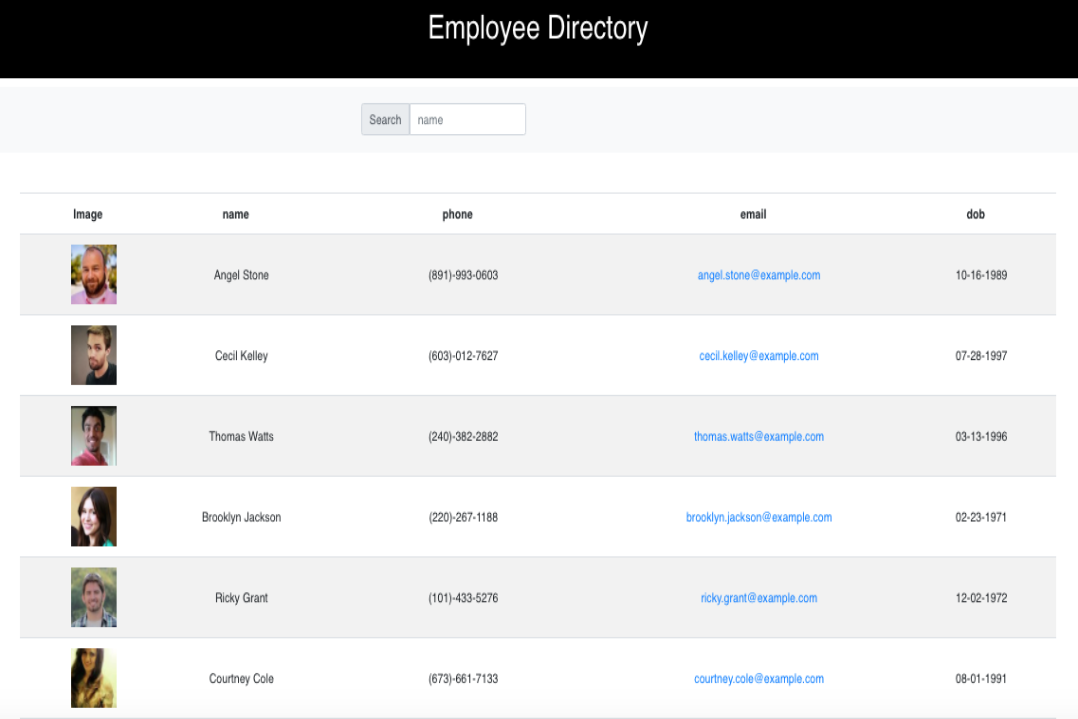 Employee Directory
Search name
Image name phone email dob
Angel Stone (891)-993-0603 angel.stone@example.com 10-16-1989
Cecil Kelley (603)-012-7627 cecil.kelley@example.com 07-28-1997
Thomas Watts (240)-382-2882 thomas.watts@example.com 03-13-1996
Brooklyn Jackson (220)-267-1188 brooklyn.jackson@example.com 02-23-1971
Ricky Grant (101)-433-5276 ricky.grant@example.com 12-02-1972
Courtney Cole (673)-661-7133 courtney.cole@example.com 08-01-1991